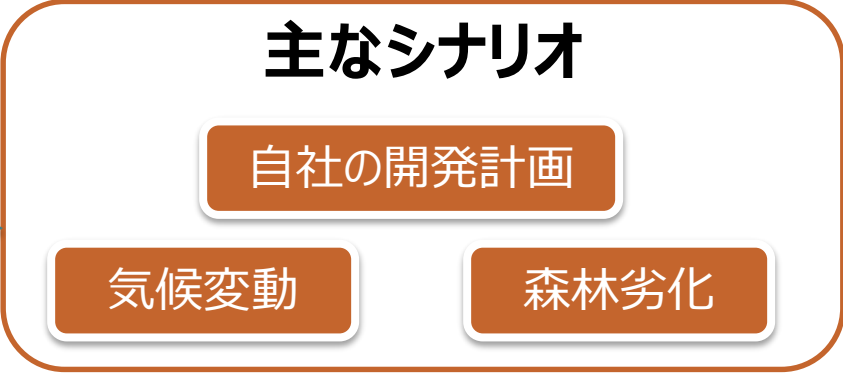 主なシナリオ
自社の開発計画
気候変動
森林劣化